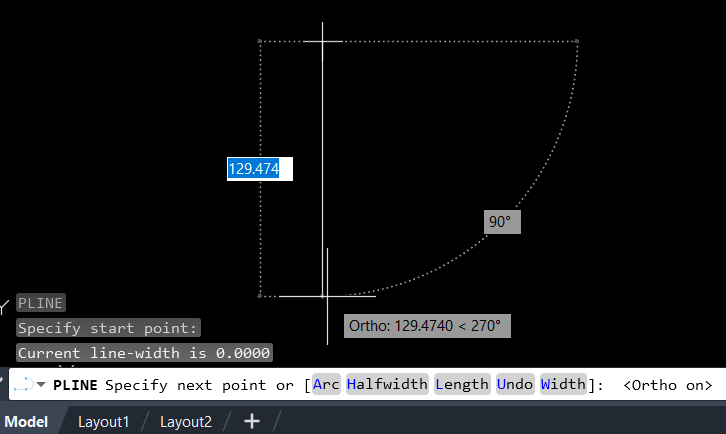 129.474
90°
Ortho: 129.4740 < 270°
PLINE
Specify start point:
Current line-width is 0.0000
PLINE Specify next point or [Arc Halfwidth Length Undo Width]: <Ortho on>
Model Layout1 Layout2 +